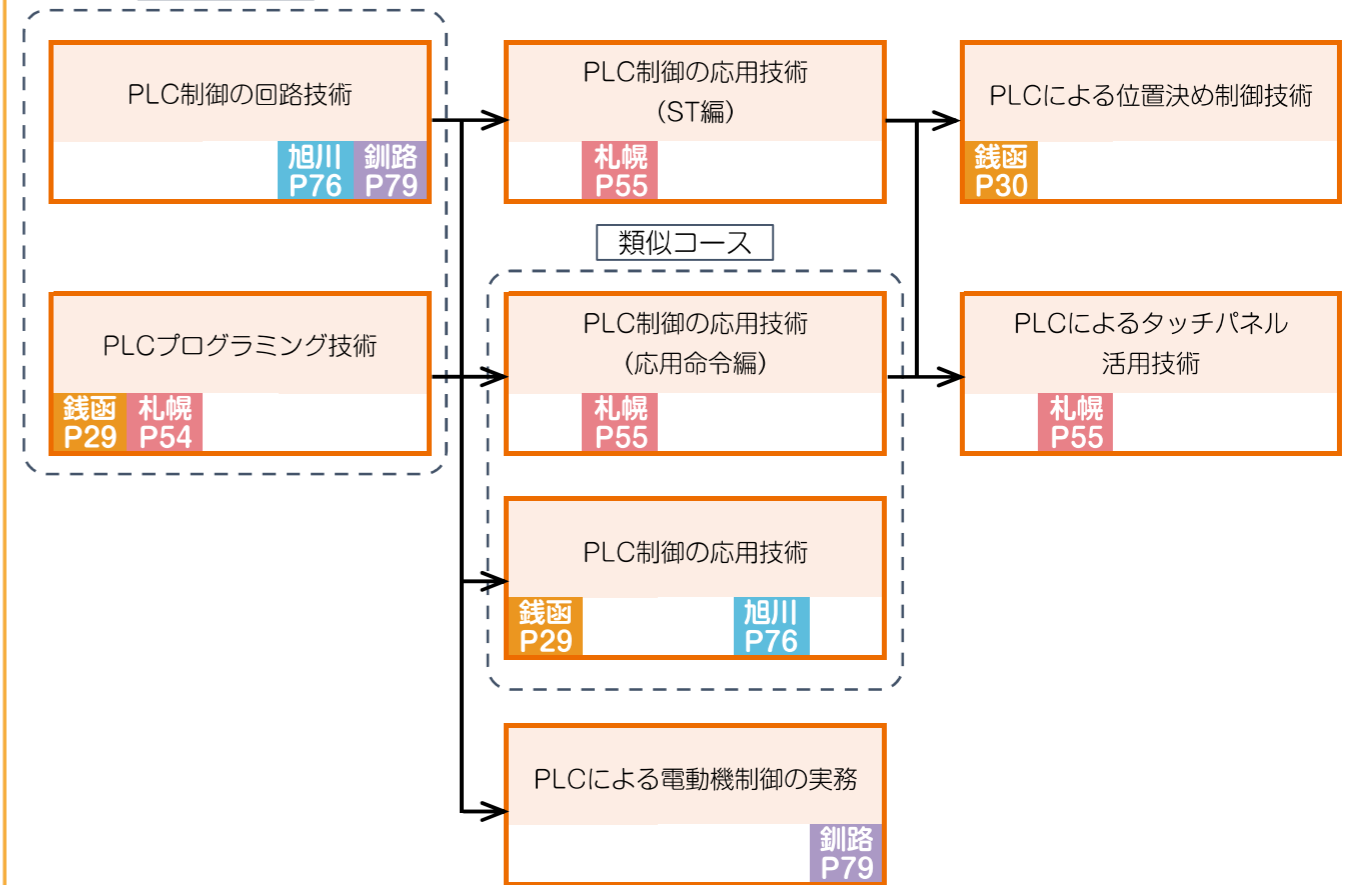 PLC制御の回路技術
旭川 釧路
P76 P79
PLC制御の応用技術
(ST編)
札幌
P55
PLCによる位置決め制御技術
銭函
P30
類似コース
PLCプログラミング技術
銭函 札幌
P29 P54
PLC制御の応用技術
(応用命令編)
札幌
P55
PLCによるタッチパネル
活用技術
札幌
P55
PLC制御の応用技術
銭函 旭川
P29 P76
PLCによる電動機制御の実務
釧路
P79